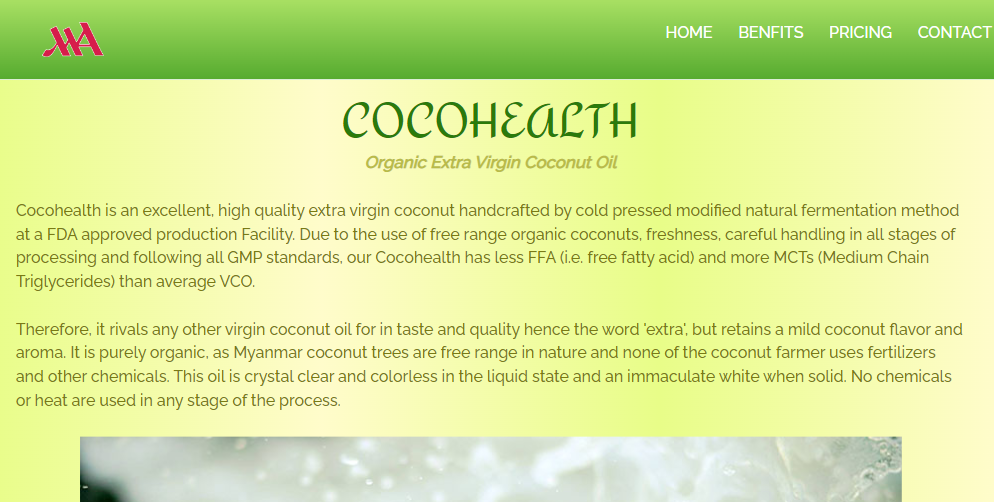 HOME BENFITS PRICING CONTACT
COCOHEALTH
Organic Extra Virgin Coconut Oil
Cocohealth is an excellent, high quality extra virgin coconut handcrafted by cold pressed modified natural fermentation method
at a FDA approved production Facility. Due to the use of free range organic coconuts, freshness, careful handling in all stages of
processing and following all GMP standards, our Cocohealth has less FFA (i.e. free fatty acid) and more MCTs (Medium Chain
Triglycerides) than average VCO.
Therefore, it rivals any other virgin coconut oil for in taste and quality hence the word 'extra', but retains a mild coconut flavor and
aroma. It is purely organic, as Myanmar coconut trees are free range in nature and none of the coconut farmer uses fertilizers
and other chemicals. This oil is crystal clear and colorless in the liquid state and an immaculate white when solid. No chemicals
or heat are used in any stage of the process.